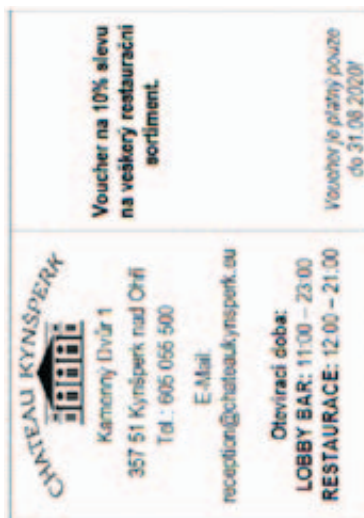 CHATEAU KYNŠPERK
Kamenný Dvůr 1
357 51 Kynšperk nad Ohří
Tel.: 605 055 500
E-Mail:
reception@chateaukynsperk.eu
Otevírací doba:
LOBBY BAR: 11:00 – 23:00
RESTAURACE: 12:00 – 21:00
Voucher na 10% slevu
na veškerý restaurační
sortiment.
Voucher je platný pouze
do 31.08.2020!